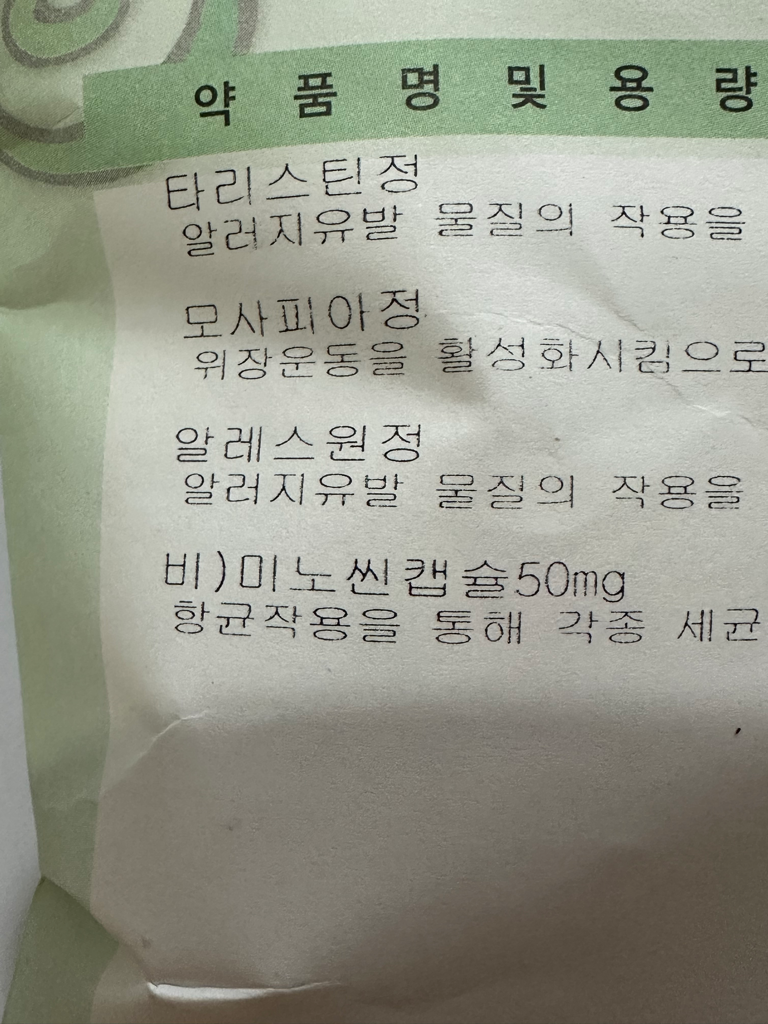 약 품 명 및 용 량
타리스틴정
알러지유발 물질의 작용을
모사피아정
위장운동을 활성화시킴으로
알레스원정
알러지유발 물질의 작용을
비)미노씬캡슐50mg
항균작용을 통해 각종 세균